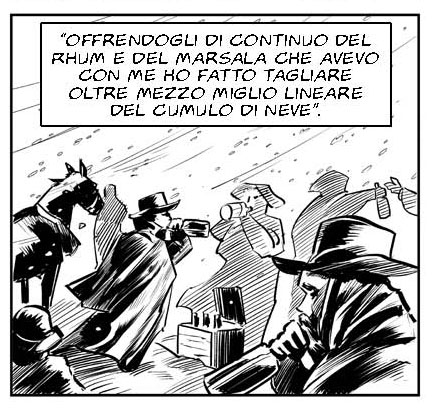 "OFFRENDOGLI DI CONTINUO DEL
RHUM E DEL MARSALA CHE AVEVO
CON ME HO FATTO TAGLIARE
OLTRE MEZZO MIGLIO LINEARE
DEL CUMULO DI NEVE".